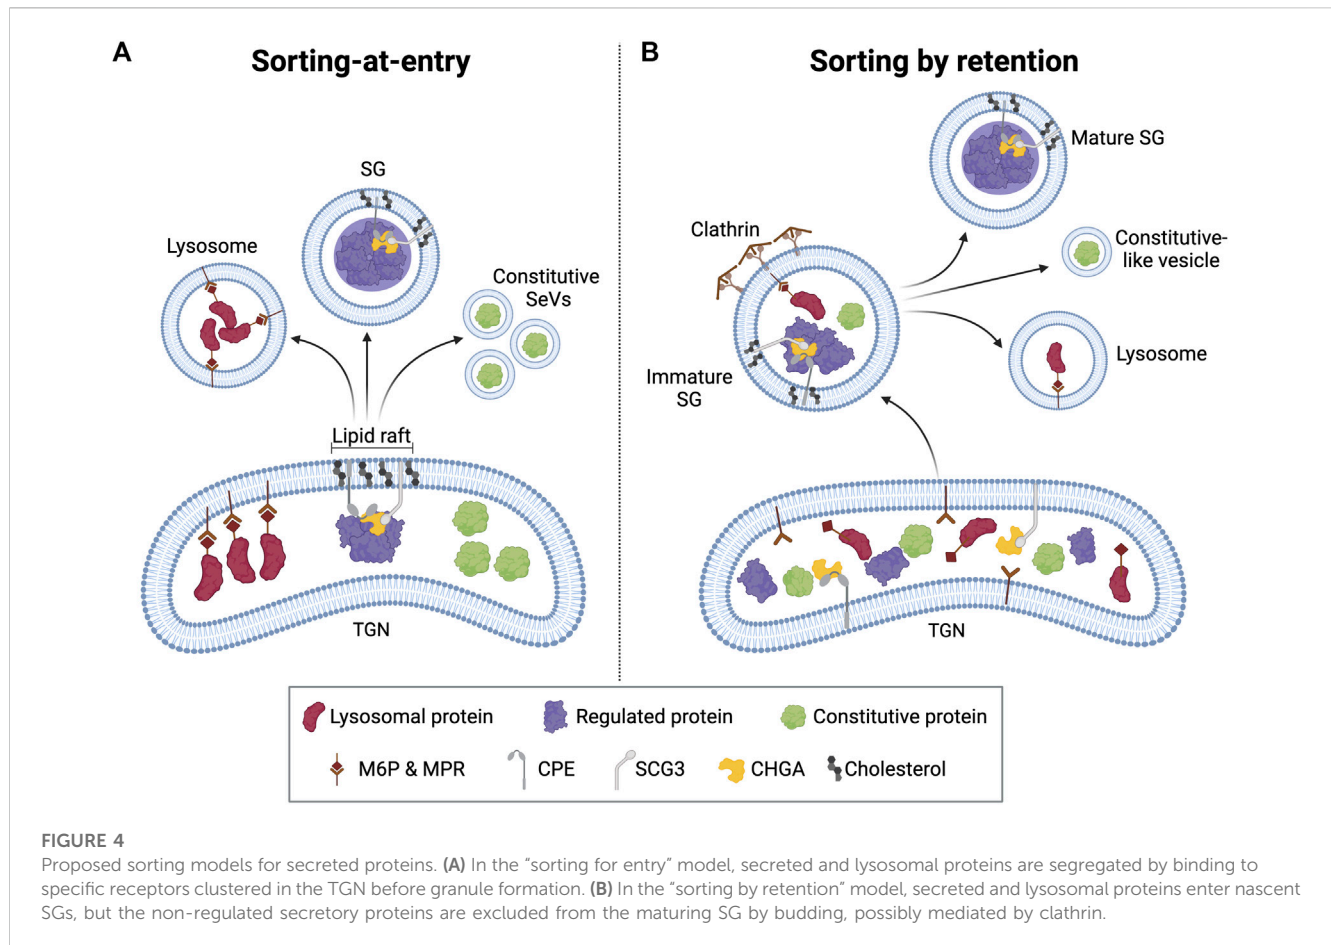 A
Sorting-at-entry
SG
Lysosome
Constitutive
SeVs
Lipid raft
TGN
B
Sorting by retention
Mature SG
Clathrin
Constitutive-
like vesicle
Immature
SG
Lysosome
TGN
Lysosomal protein
Regulated protein
Constitutive protein
M6P & MPR
CPE
SCG3
CHGA
Cholesterol
FIGURE 4
Proposed sorting models for secreted proteins. (A) In the “sorting for entry” model, secreted and lysosomal proteins are segregated by binding to
specific receptors clustered in the TGN before granule formation. (B) In the “sorting by retention” model, secreted and lysosomal proteins enter nascent
SGs, but the non-regulated secretory proteins are excluded from the maturing SG by budding, possibly mediated by clathrin.